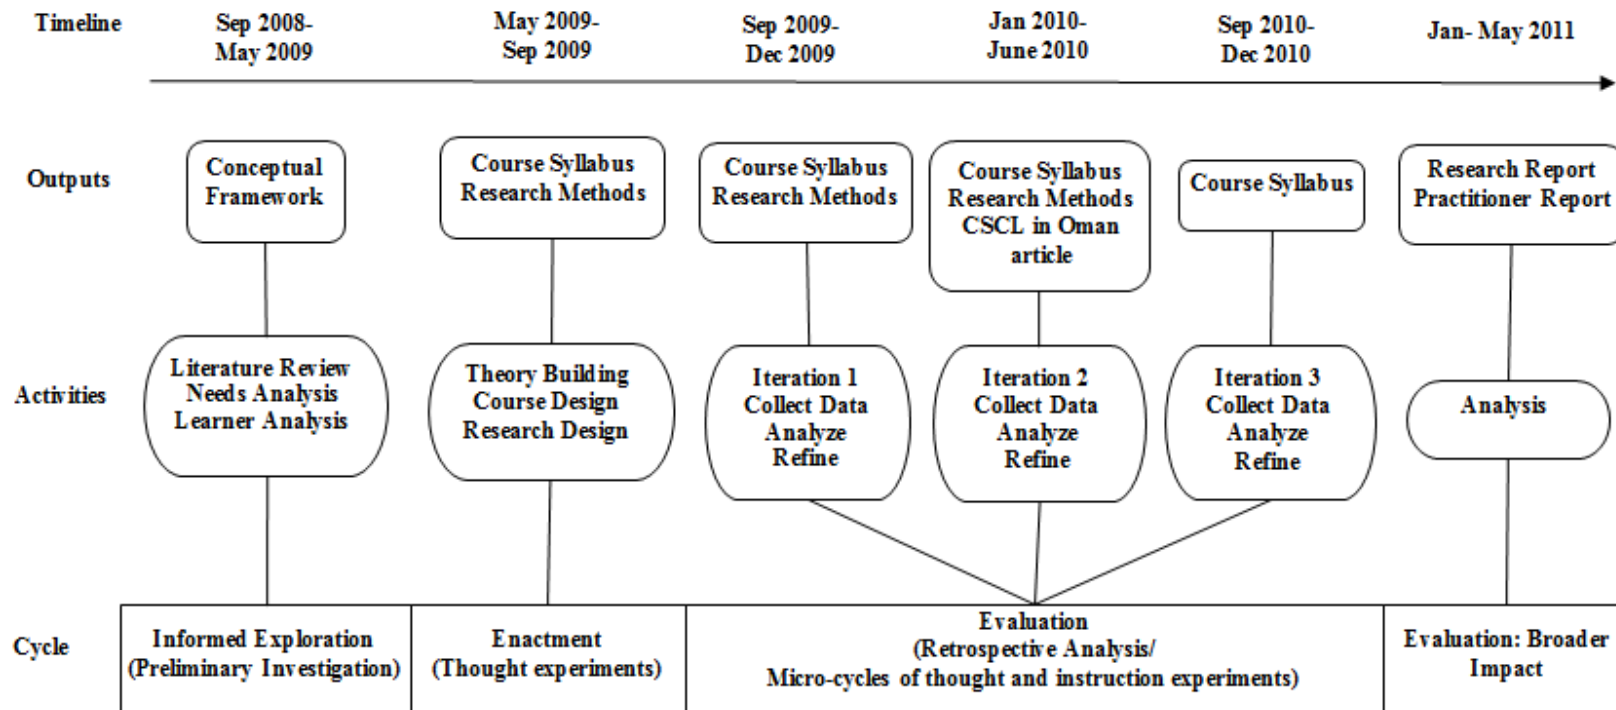 Timeline
Sep 2008-
May 2009
May 2009-
Sep 2009
Sep 2009-
Dec 2009
Jan 2010-
June 2010
Sep 2010-
Dec 2010
Jan- May 2011
Outputs
Conceptual
Framework
Course Syllabus
Research Methods
Course Syllabus
Research Methods
Course Syllabus
Research Methods
CSCL in Oman
article
Course Syllabus
Research Report
Practitioner Report
Activities
Literature Review
Needs Analysis
Learner Analysis
Theory Building
Course Design
Research Design
Iteration 1
Collect Data
Analyze
Refine
Iteration 2
Collect Data
Analyze
Refine
Iteration 3
Collect Data
Analyze
Refine
Analysis
Cycle
Informed Exploration
(Preliminary Investigation)
Enactment
(Thought experiments)
Evaluation
(Retrospective Analysis/
Micro-cycles of thought and instruction experiments)
Evaluation: Broader
Impact